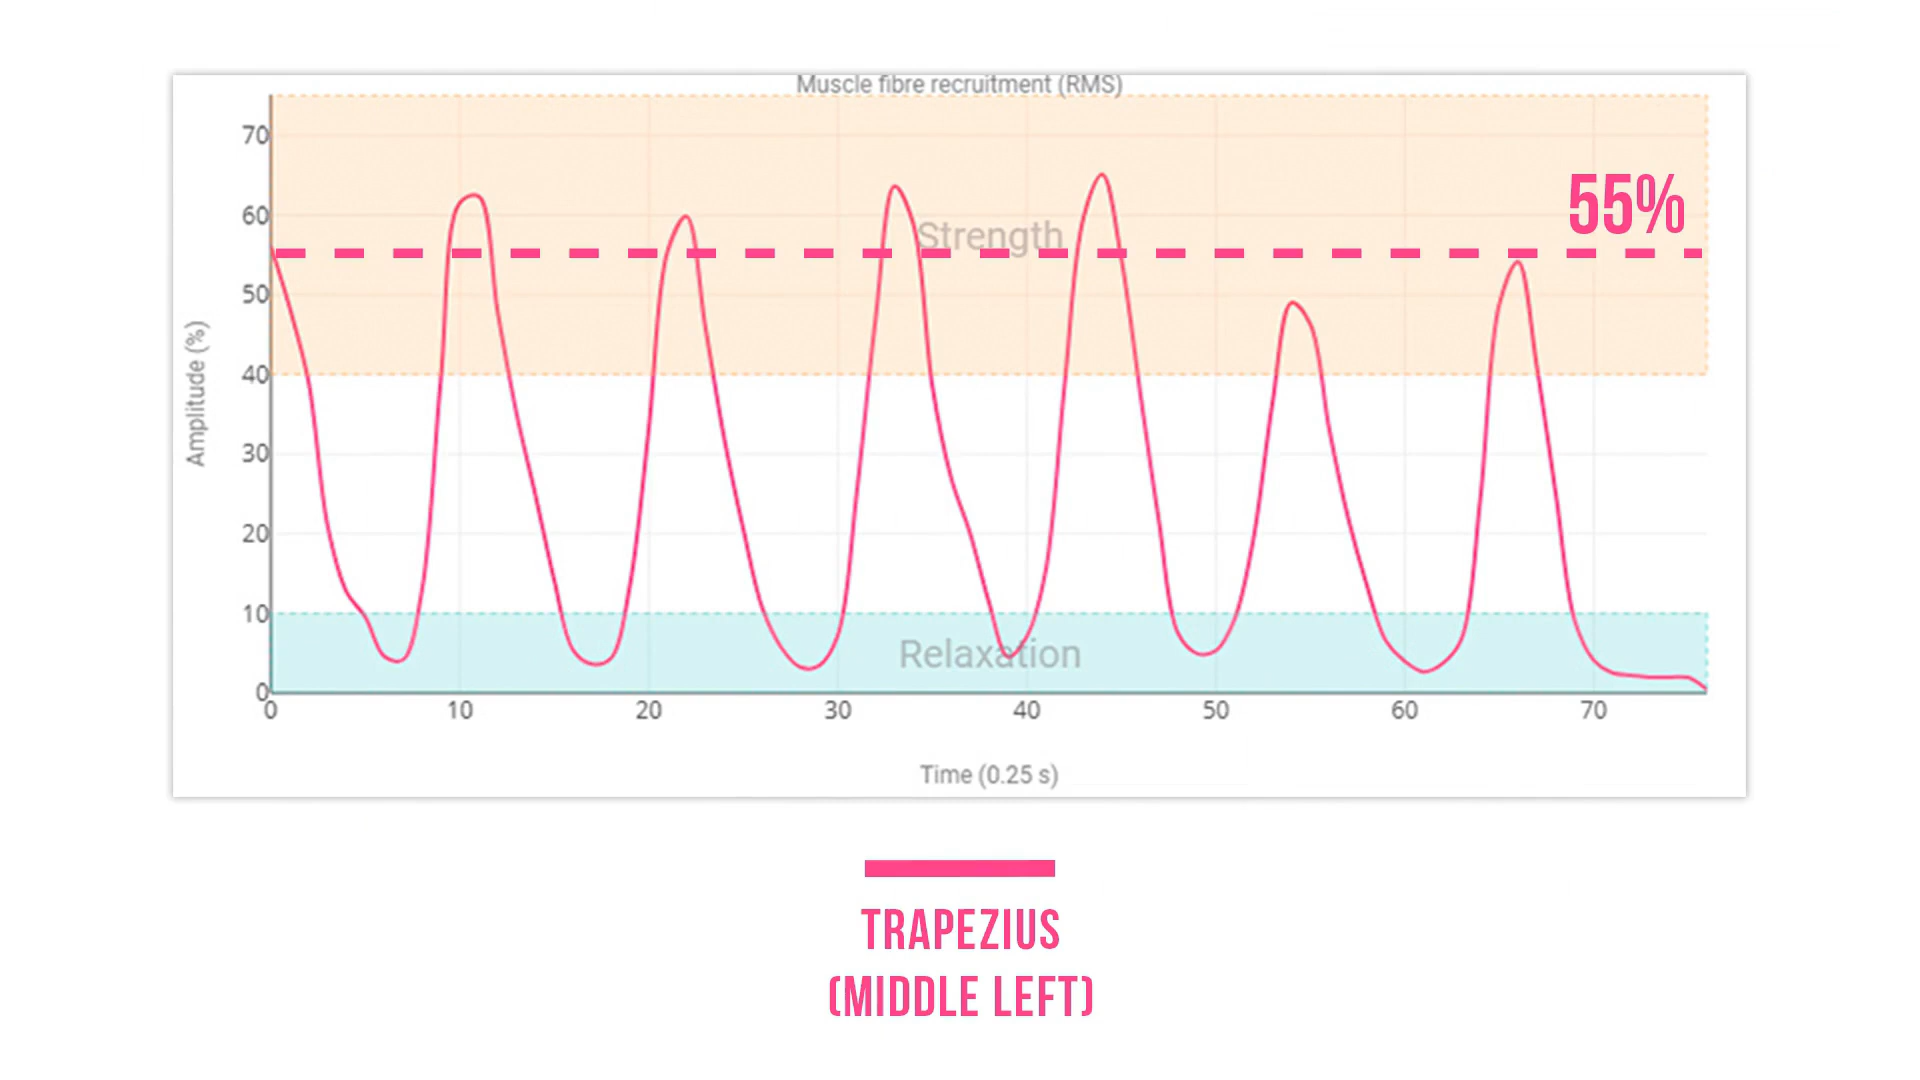 Muscle fibre recruitment (RMS)
70
60
50
40
30
20
10
0
Amplitude (%)
55%
Strength
Relaxation
0 10 20 30 40 50 60 70
Time (0.25 s)
TRAPEZIUS
(MIDDLE LEFT)